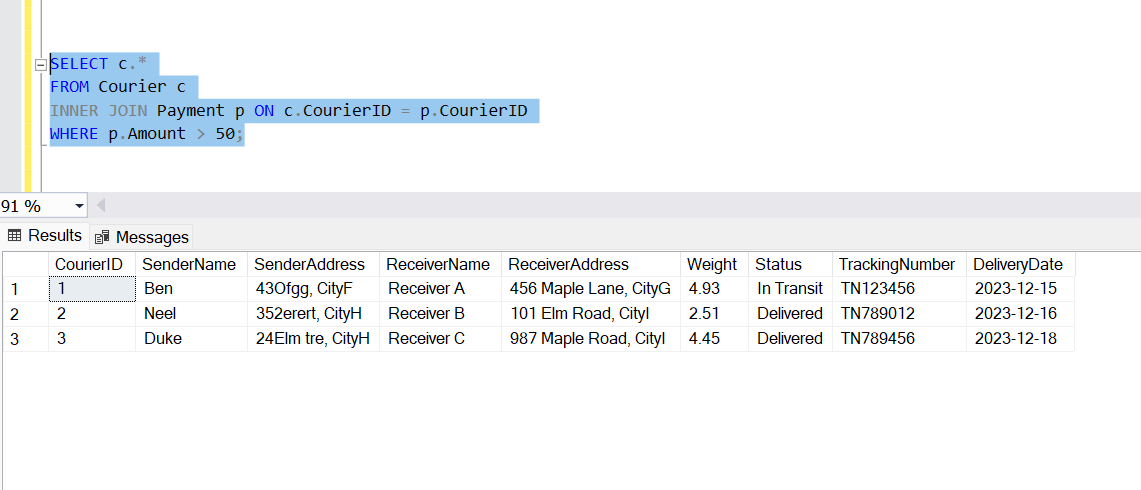 SELECT c.*
FROM Courier c
INNER JOIN Payment p ON c.CourierID = p.CourierID
WHERE p.Amount > 50;
91 %
Results Messages
CourierID SenderName SenderAddress ReceiverName ReceiverAddress Weight Status TrackingNumber DeliveryDate
1 1 Ben 43Ofgg, CityF Receiver A 456 Maple Lane, CityG 4.93 In Transit TN123456 2023-12-15
2 2 Neel 352erert, CityH Receiver B 101 Elm Road, CityI 2.51 Delivered TN789012 2023-12-16
3 3 Duke 24Elm tre, CityH Receiver C 987 Maple Road, CityI 4.45 Delivered TN789456 2023-12-18